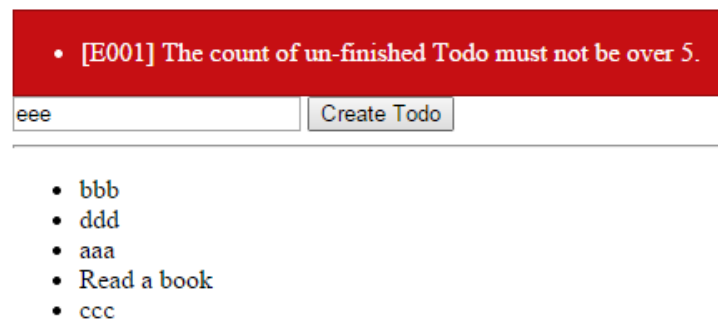 [E001] The count of un-finished Todo must not be over 5.
eee Create Todo
bbb
ddd
aaa
Read a book
ccc